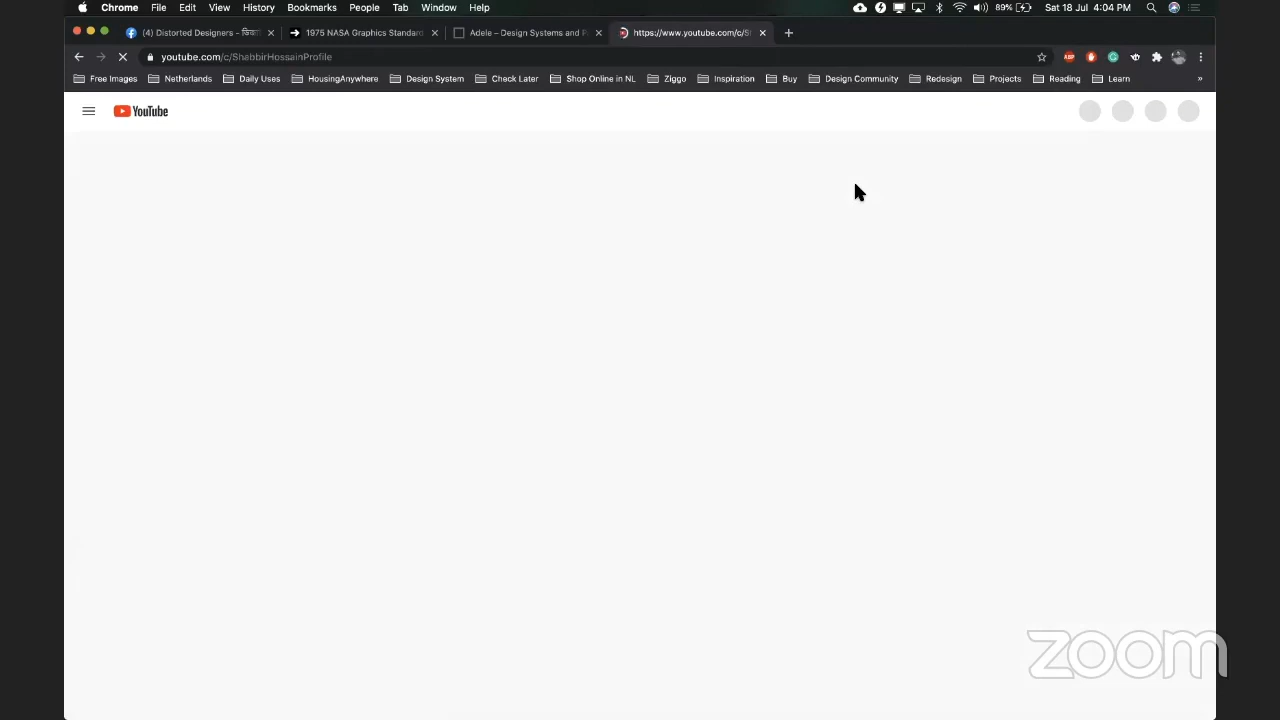 Chrome File Edit View History Bookmarks People Tab Window Help 89% Sat 18 Jul 4:04 PM
(4) Distorted Designers - 1975 NASA Graphics Standard Adele – Design Systems and P https://www.youtube.com/c/S
youtube.com/c/ShabbirHossainProfile ABP
Free Images Netherlands Daily Uses HousingAnywhere Design System Check Later Shop Online in NL Ziggo Inspiration Buy Design Community Redesign Projects Reading Learn »
YouTube
zoom